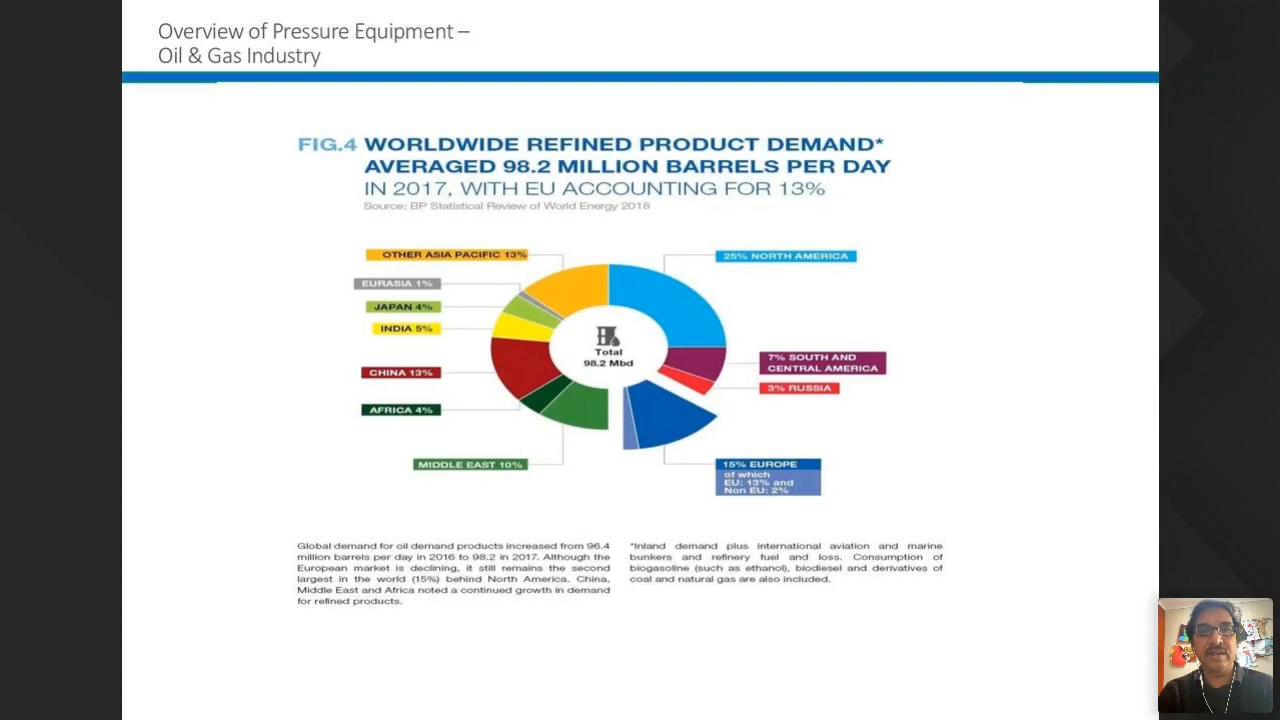 Overview of Pressure Equipment –
Oil & Gas Industry
FIG.4 WORLDWIDE REFINED PRODUCT DEMAND*
AVERAGED 98.2 MILLION BARRELS PER DAY
IN 2017, WITH EU ACCOUNTING FOR 13%
Source: BP Statistical Review of World Energy 2018
OTHER ASIA PACIFIC 13%
25% NORTH AMERICA
EURASIA 1%
JAPAN 4%
INDIA 5%
Total
98.2 Mbd
7% SOUTH AND
CENTRAL AMERICA
CHINA 13%
3% RUSSIA
AFRICA 4%
MIDDLE EAST 10%
15% EUROPE
of which
EU: 13% and
Non EU: 2%
Global demand for oil demand products increased from 96.4
million barrels per day in 2016 to 98.2 in 2017. Although the
European market is declining, it still remains the second
largest in the world (15%) behind North America. China,
Middle East and Africa noted a continued growth in demand
for refined products.
*Inland demand plus international aviation and marine
bunkers and refinery fuel and loss. Consumption of
biogasoline (such as ethanol), biodiesel and derivatives of
coal and natural gas are also included.